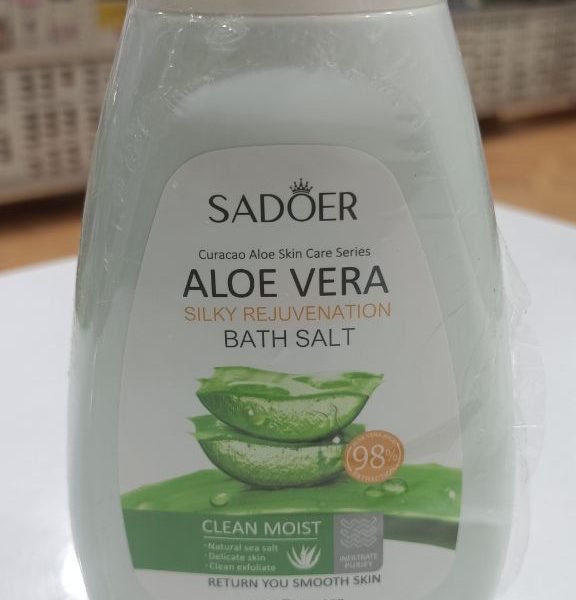 SADOER
Curacao Aloe Skin Care Series
ALOE VERA
SILKY REJUVENATION
BATH SALT
98%
CLEAN MOIST
·Natural sea salt
·Delicate skin
·Clean exfoliate
INFILTRATE
PURIFY
RETURN YOU SMOOTH SKIN